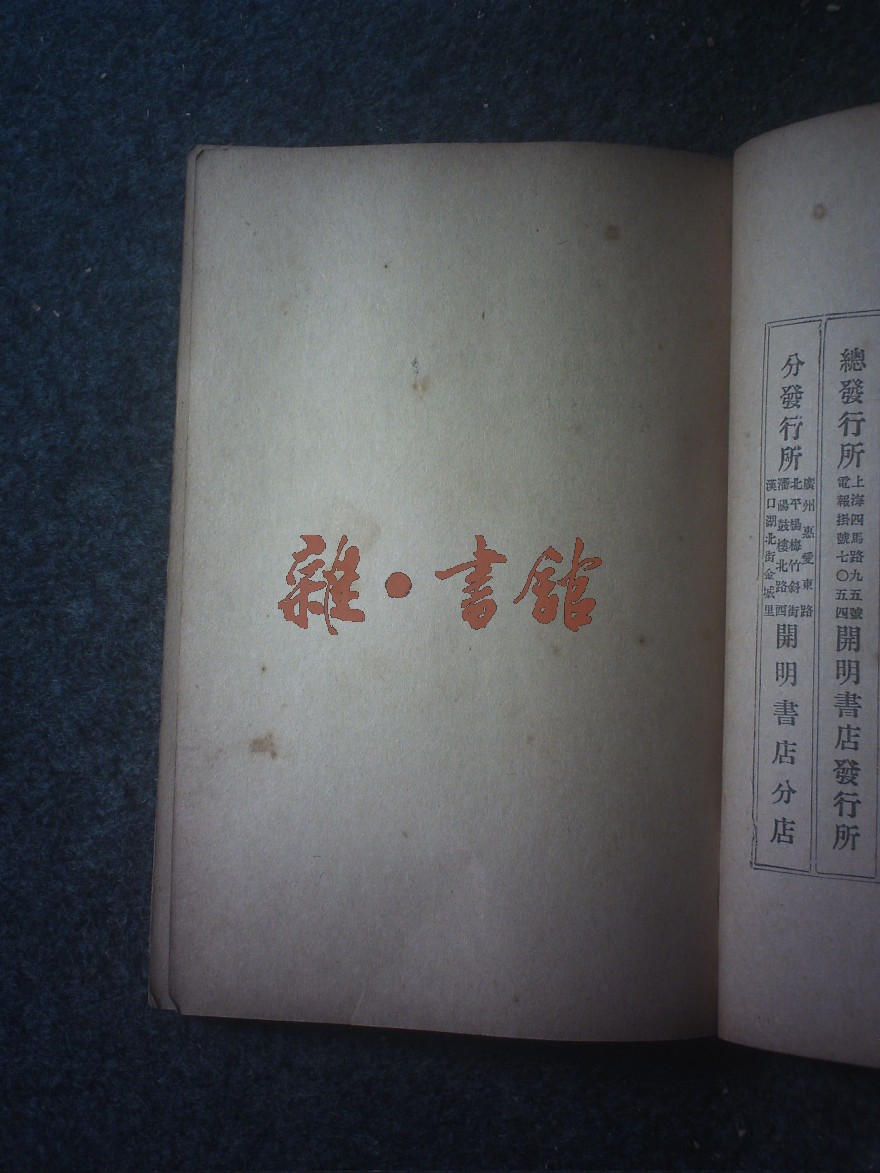 總發行所 上海四馬路九五號 電報掛號七〇五四 開明書店發行所
分發行所 廣州惠愛東路 北平楊梅竹斜街 瀋陽鼓樓北路西 漢口湖北街金城里 開明書店分店
雜·書館